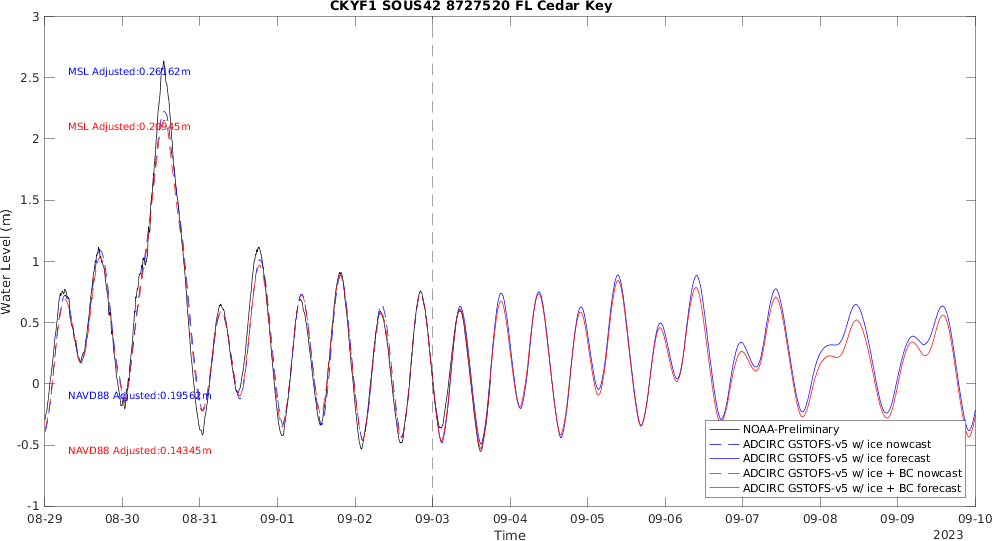 CKYF1 SOUS42 8727520 FL Cedar Key
3
2.5
2
1.5
1
0.5
0
-0.5
-1
Water Level (m)
MSL Adjusted:0.26162m
MSL Adjusted:0.20945m
NAVD88 Adjusted:0.19562m
NAVD88 Adjusted:0.14345m
NOAA-Preliminary
ADCIRC GSTOFS-v5 w/ ice nowcast
ADCIRC GSTOFS-v5 w/ ice forecast
ADCIRC GSTOFS-v5 w/ ice + BC nowcast
ADCIRC GSTOFS-v5 w/ ice + BC forecast
08-29 08-30 08-31 09-01 09-02 09-03 09-04 09-05 09-06 09-07 09-08 09-09 09-10
Time
2023